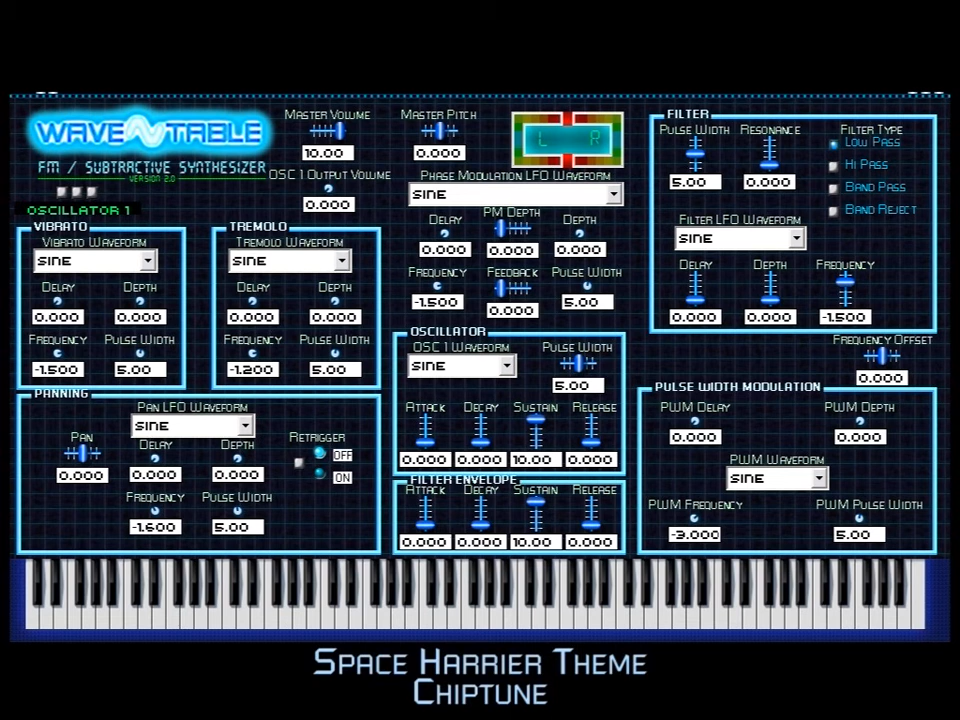 WAVE TABLE
FM / SUBTRACTIVE SYNTHESIZER
VERSION 2.0
OSCILLATOR 1
MASTER VOLUME
10.00
MASTER PITCH
0.000
L R
OSC 1 OUTPUT VOLUME
0.000
PHASE MODULATION LFO WAVEFORM
SINE
DELAY PM DEPTH DEPTH
0.000 0.000 0.000
FREQUENCY FEEDBACK PULSE WIDTH
-1.500 0.000 5.00
VIBRATO
VIBRATO WAVEFORM
SINE
DELAY DEPTH
0.000 0.000
FREQUENCY PULSE WIDTH
-1.500 5.00
TREMOLO
TREMOLO WAVEFORM
SINE
DELAY DEPTH
0.000 0.000
FREQUENCY PULSE WIDTH
-1.200 5.00
PANNING
PAN LFO WAVEFORM
SINE
PAN DELAY DEPTH
0.000 0.000 0.000
FREQUENCY PULSE WIDTH
-1.600 5.00
RETRIGGER
OFF
ON
OSCILLATOR
OSC 1 WAVEFORM PULSE WIDTH
SINE
5.00
ATTACK DECAY SUSTAIN RELEASE
0.000 0.000 10.00 0.000
FILTER ENVELOPE
ATTACK DECAY SUSTAIN RELEASE
0.000 0.000 10.00 0.000
FILTER
PULSE WIDTH RESONANCE FILTER TYPE
5.00 0.000
LOW PASS
HI PASS
BAND PASS
BAND REJECT
FILTER LFO WAVEFORM
SINE
DELAY DEPTH FREQUENCY
0.000 0.000 -1.500
FREQUENCY OFFSET
0.000
PULSE WIDTH MODULATION
PWM DELAY PWM DEPTH
0.000 0.000
PWM WAVEFORM
SINE
PWM FREQUENCY PWM PULSE WIDTH
-3.000 5.00
SPACE HARRIER THEME
CHIPTUNE